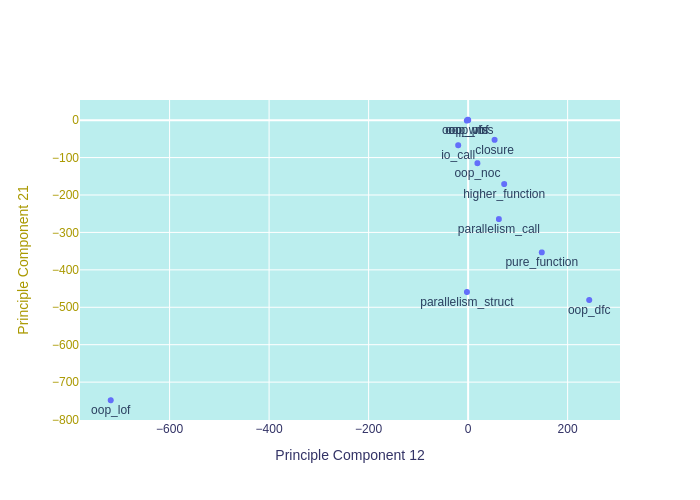 0
−100
−200
−300
−400
−500
−600
−700
−800
Principle Component 21
io_call
closure
oop_noc
higher_function
parallelism_call
pure_function
parallelism_struct
oop_dfc
oop_lof
−600
−400
−200
0
200
Principle Component 12